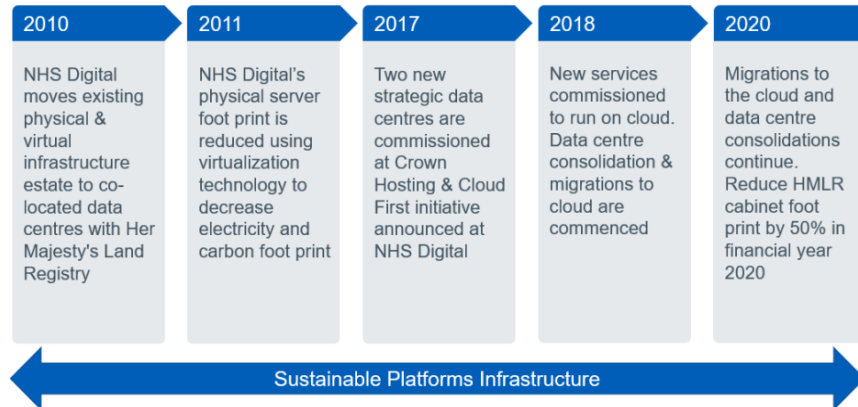 2010
NHS Digital
moves existing
physical &
virtual
infrastructure
estate to co-
located data
centres with Her
Majesty's Land
Registry
2011
NHS Digital's
physical server
foot print is
reduced using
virtualization
technology to
decrease
electricity and
carbon foot print
2017
Two new
strategic data
centres are
commissioned
at Crown
Hosting & Cloud
First initiative
announced at
NHS Digital
2018
New services
commissioned
to run on cloud.
Data centre
consolidation &
migrations to
cloud are
commenced
2020
Migrations to
the cloud and
data centre
consolidations
continue.
Reduce HMLR
cabinet foot
print by 50% in
financial year
2020
Sustainable Platforms Infrastructure